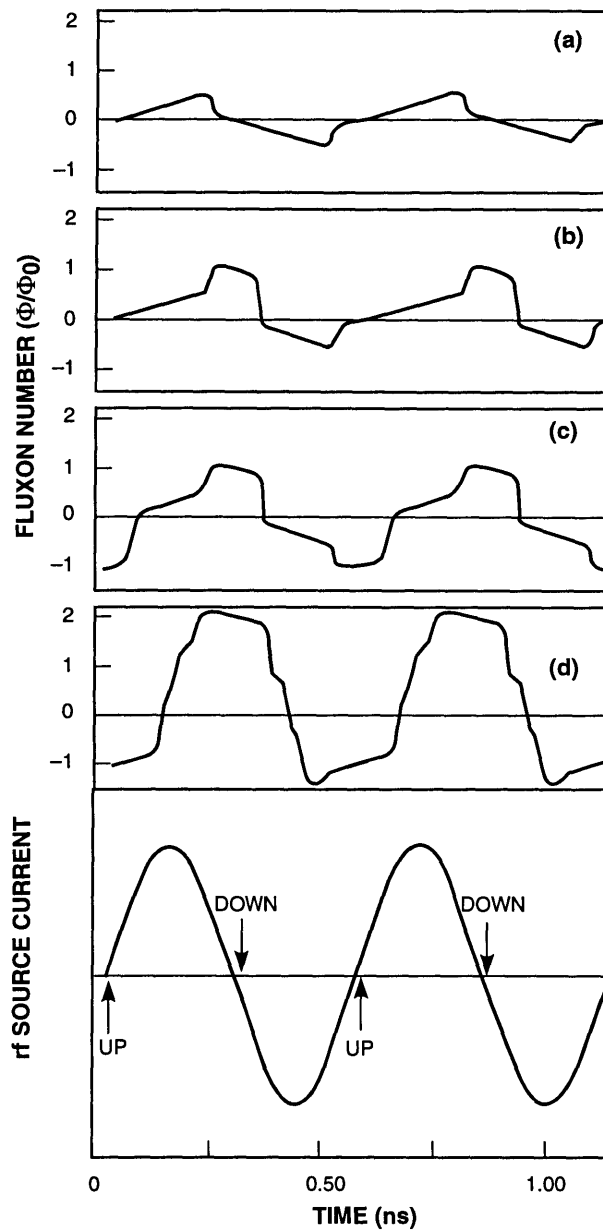 2
1
0
−1
(a)
2
1
0
−1
(b)
2
1
0
−1
(c)
2
1
0
−1
(d)
FLUXON NUMBER (Φ/Φ0)
rf SOURCE CURRENT
UP
DOWN
UP
DOWN
0 0.50 1.00
TIME (ns)